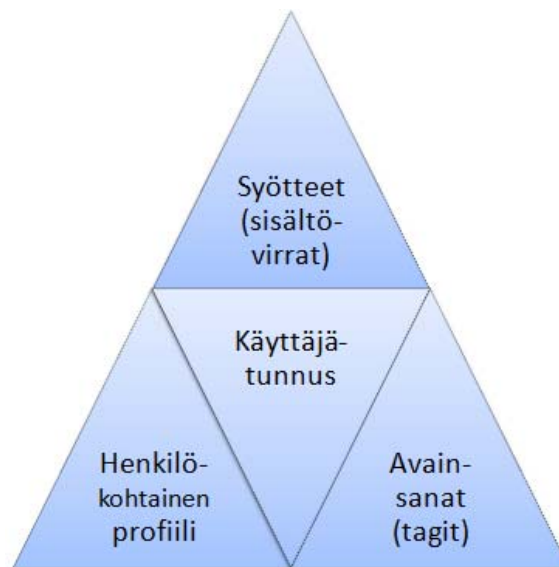 Syötteet
(sisältö-
virrat)
Käyttäjä-
tunnus
Henkilö-
kohtainen
profiili
Avain-
sanat
(tagit)